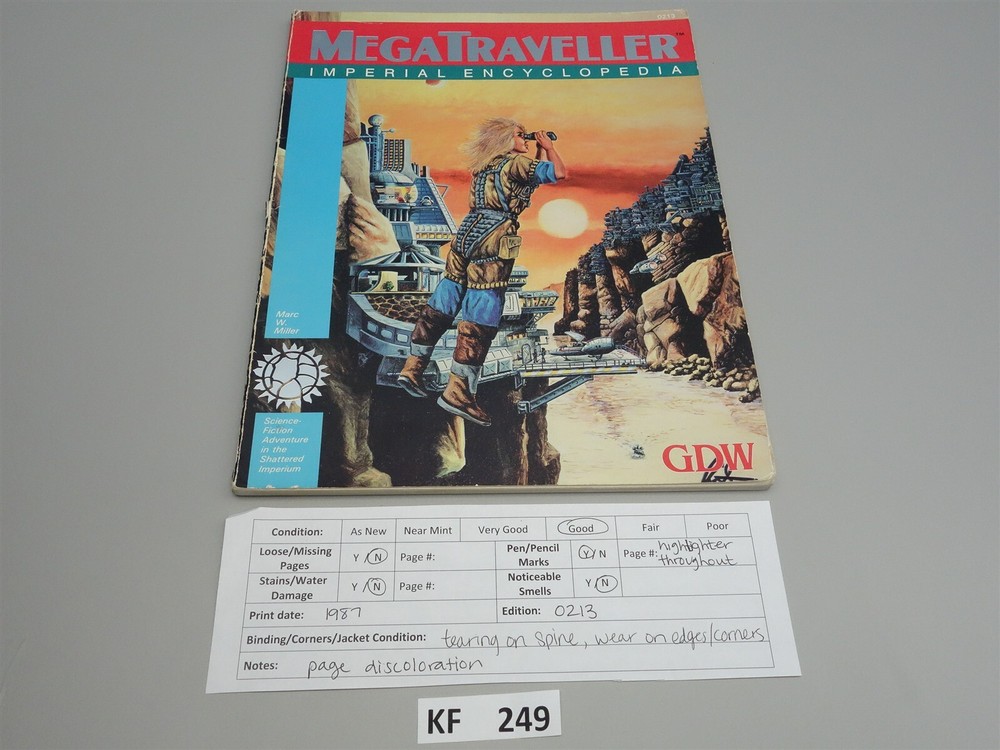 0213
MEGATRAVELLER™
IMPERIAL ENCYCLOPEDIA
Marc
W.
Miller
Science-
Fiction
Adventure
in the
Shattered
Imperium
GDW
Condition: As New Near Mint Very Good Good Fair Poor
Loose/Missing Pages Y / N Page #: Pen/Pencil Marks Y / N Page #: highlighter throughout
Stains/Water Damage Y / N Page #: Noticeable Smells Y / N
Print date: 1987 Edition: 0213
Binding/Corners/Jacket Condition: tearing on spine, wear on edges/corners
Notes: page discoloration
KF 249